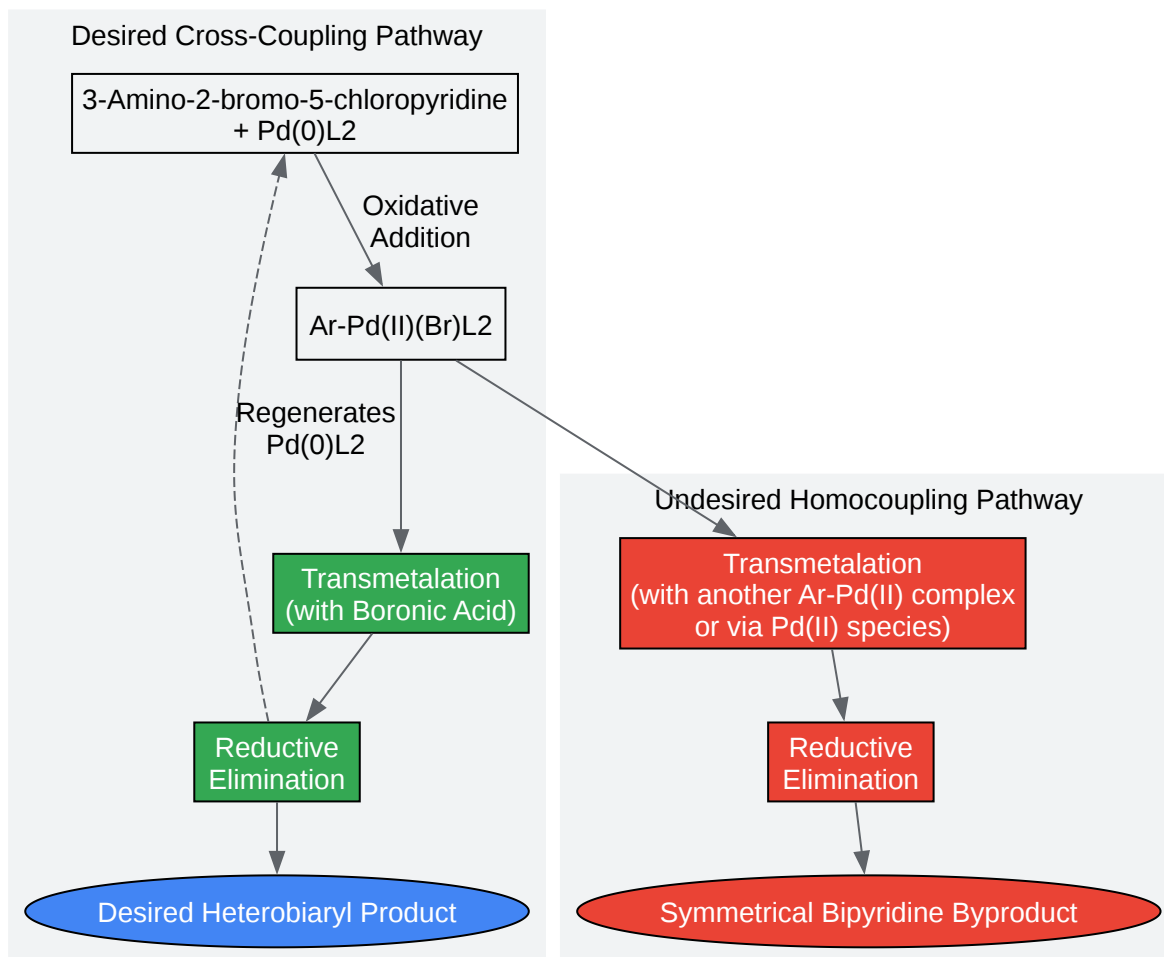 Desired Cross-Coupling Pathway
3-Amino-2-bromo-5-chloropyridine
+ Pd(0)L2
Oxidative
Addition
Ar-Pd(II)(Br)L2
Regenerates
Pd(0)L2
Transmetalation
(with Boronic Acid)
Reductive
Elimination
Desired Heterobiaryl Product
Undesired Homocoupling Pathway
Transmetalation
(with another Ar-Pd(II) complex
or via Pd(II) species)
Reductive
Elimination
Symmetrical Bipyridine Byproduct